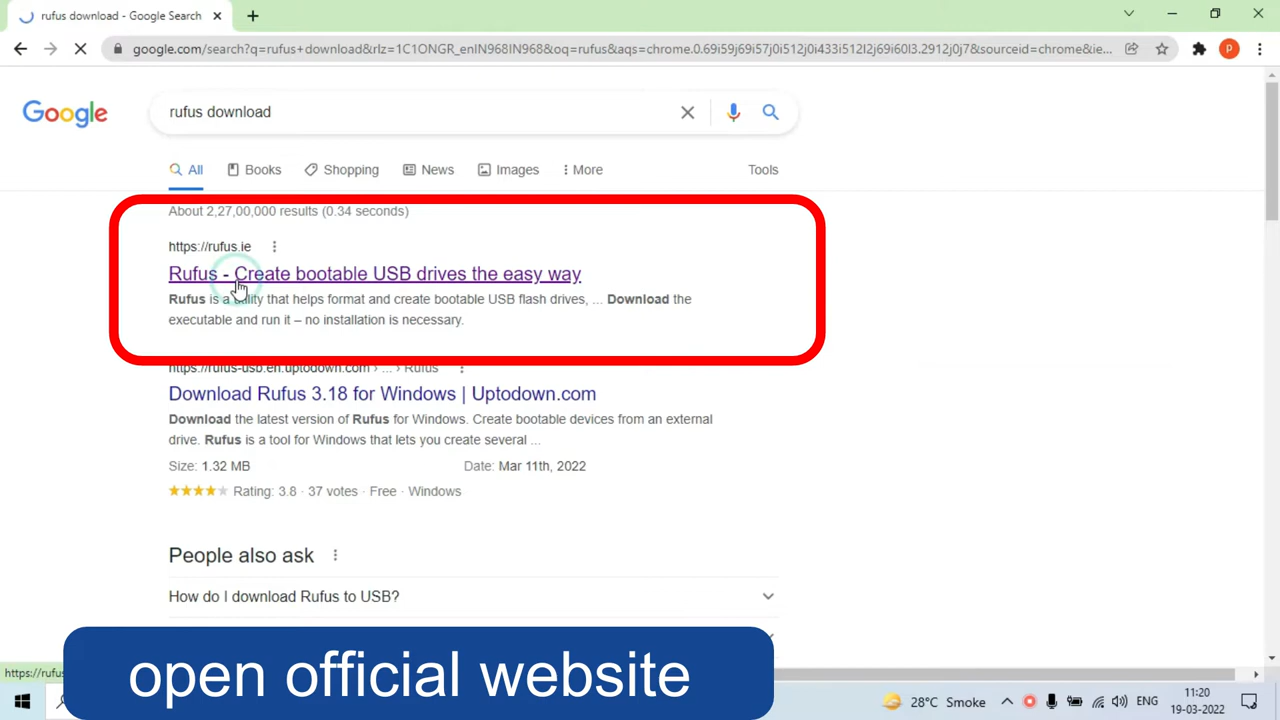 rufus download - Google Search
google.com/search?q=rufus+download&rlz=1C1ONGR_enIN968IN968&oq=rufus&aqs=chrome.0.69i59j69i57j0i512j0i433i512l2j69i60l3.2912j0j7&sourceid=chrome&ie...
P
Google
rufus download
All
Books
Shopping
News
Images
More
Tools
About 2,27,00,000 results (0.34 seconds)
https://rufus.ie
Rufus - Create bootable USB drives the easy way
Rufus is a utility that helps format and create bootable USB flash drives, ... Download the
executable and run it – no installation is necessary.
https://rufus-usb.en.uptodown.com › ... › Rufus
Download Rufus 3.18 for Windows | Uptodown.com
Download the latest version of Rufus for Windows. Create bootable devices from an external
drive. Rufus is a tool for Windows that lets you create several ...
Size: 1.32 MB Date: Mar 11th, 2022
Rating: 3.8 · 37 votes · Free · Windows
People also ask
How do I download Rufus to USB?
open official website
https://rufus
28°C Smoke
ENG
11:20
19-03-2022